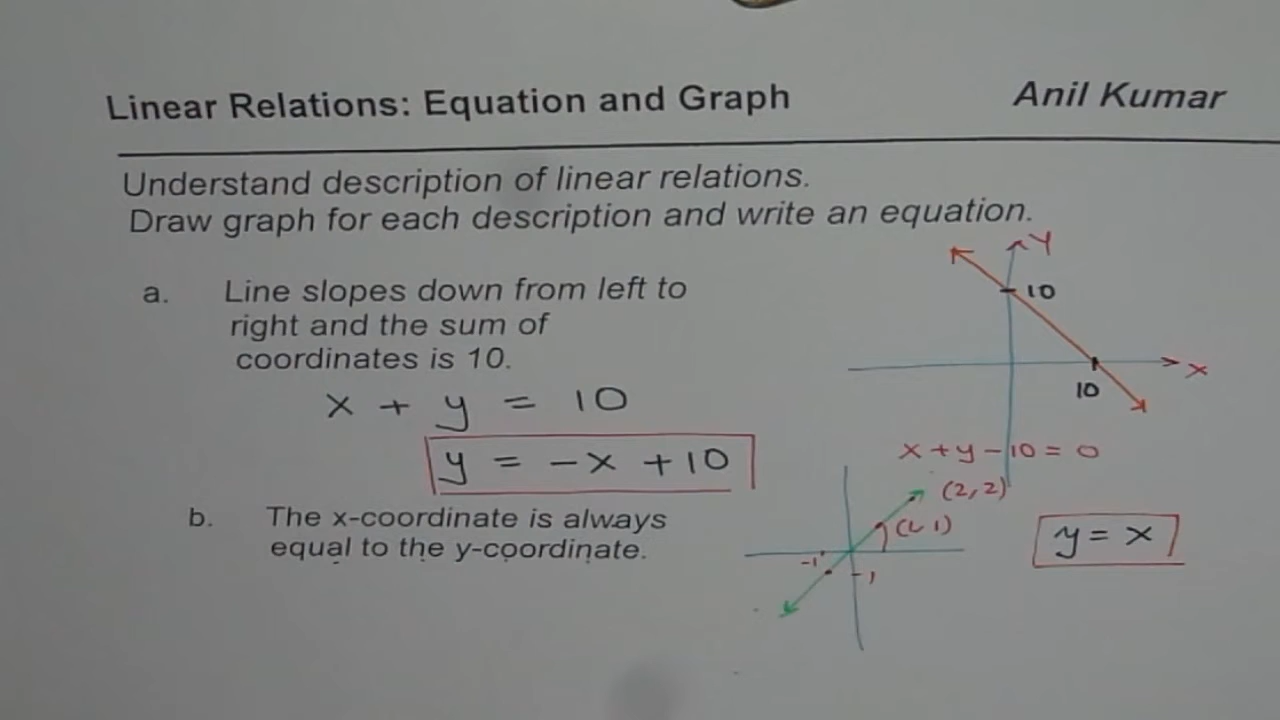 Linear Relations: Equation and Graph Anil Kumar
Understand description of linear relations.
Draw graph for each description and write an equation.
a. Line slopes down from left to
right and the sum of
coordinates is 10.
x + y = 10
y = -x + 10
Y
10
x
10
x + y - 10 = 0
b. The x-coordinate is always
equal to the y-coordinate.
(2, 2)
(1, 1)
-1
-1
y = x